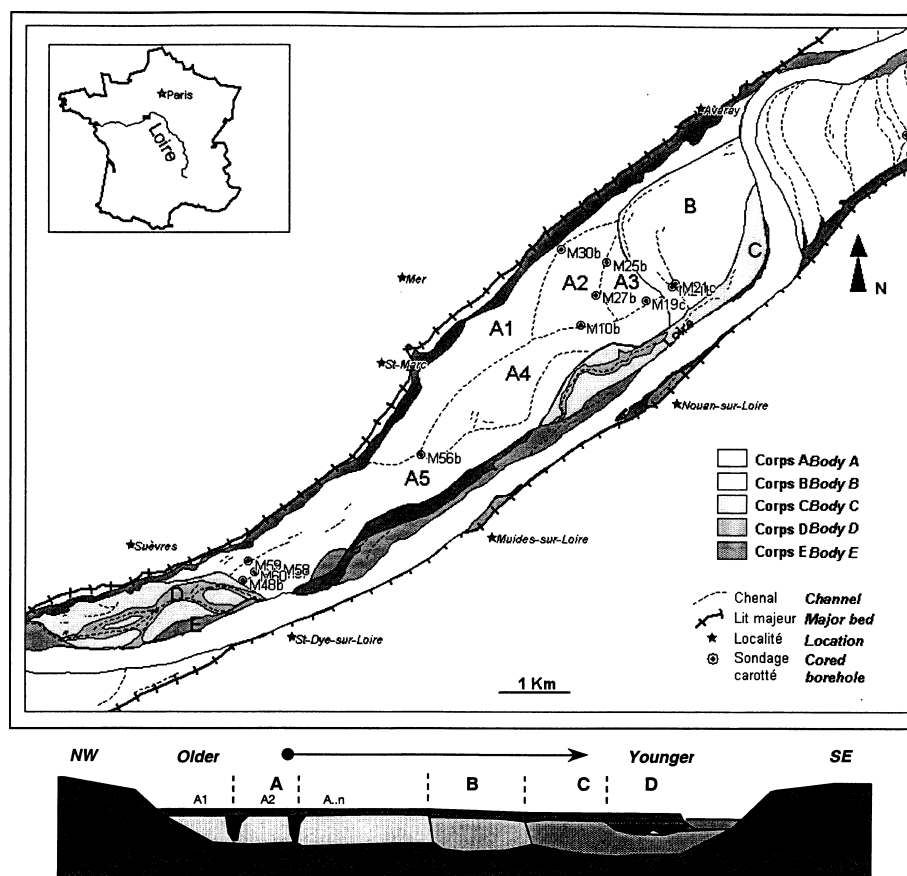 Paris
Loire
Avaray
B
C
M30b
M25b
A2
A3
M21c
Mer
M27b
M19c
N
A1
M10b
Loire
St-Marc
A4
Nouan-sur-Loire
M56b
A5
Corps A Body A
Corps B Body B
Corps C Body C
Corps D Body D
Corps E Body E
Suèvres
Muides-sur-Loire
M59
M58
M48b
D
E
St-Dye-sur-Loire
Chenal Channel
Lit majeur Major bed
Localité Location
Sondage carotté Cored borehole
1 Km
NW Older Younger SE
A B C D
A1 A2 A..n